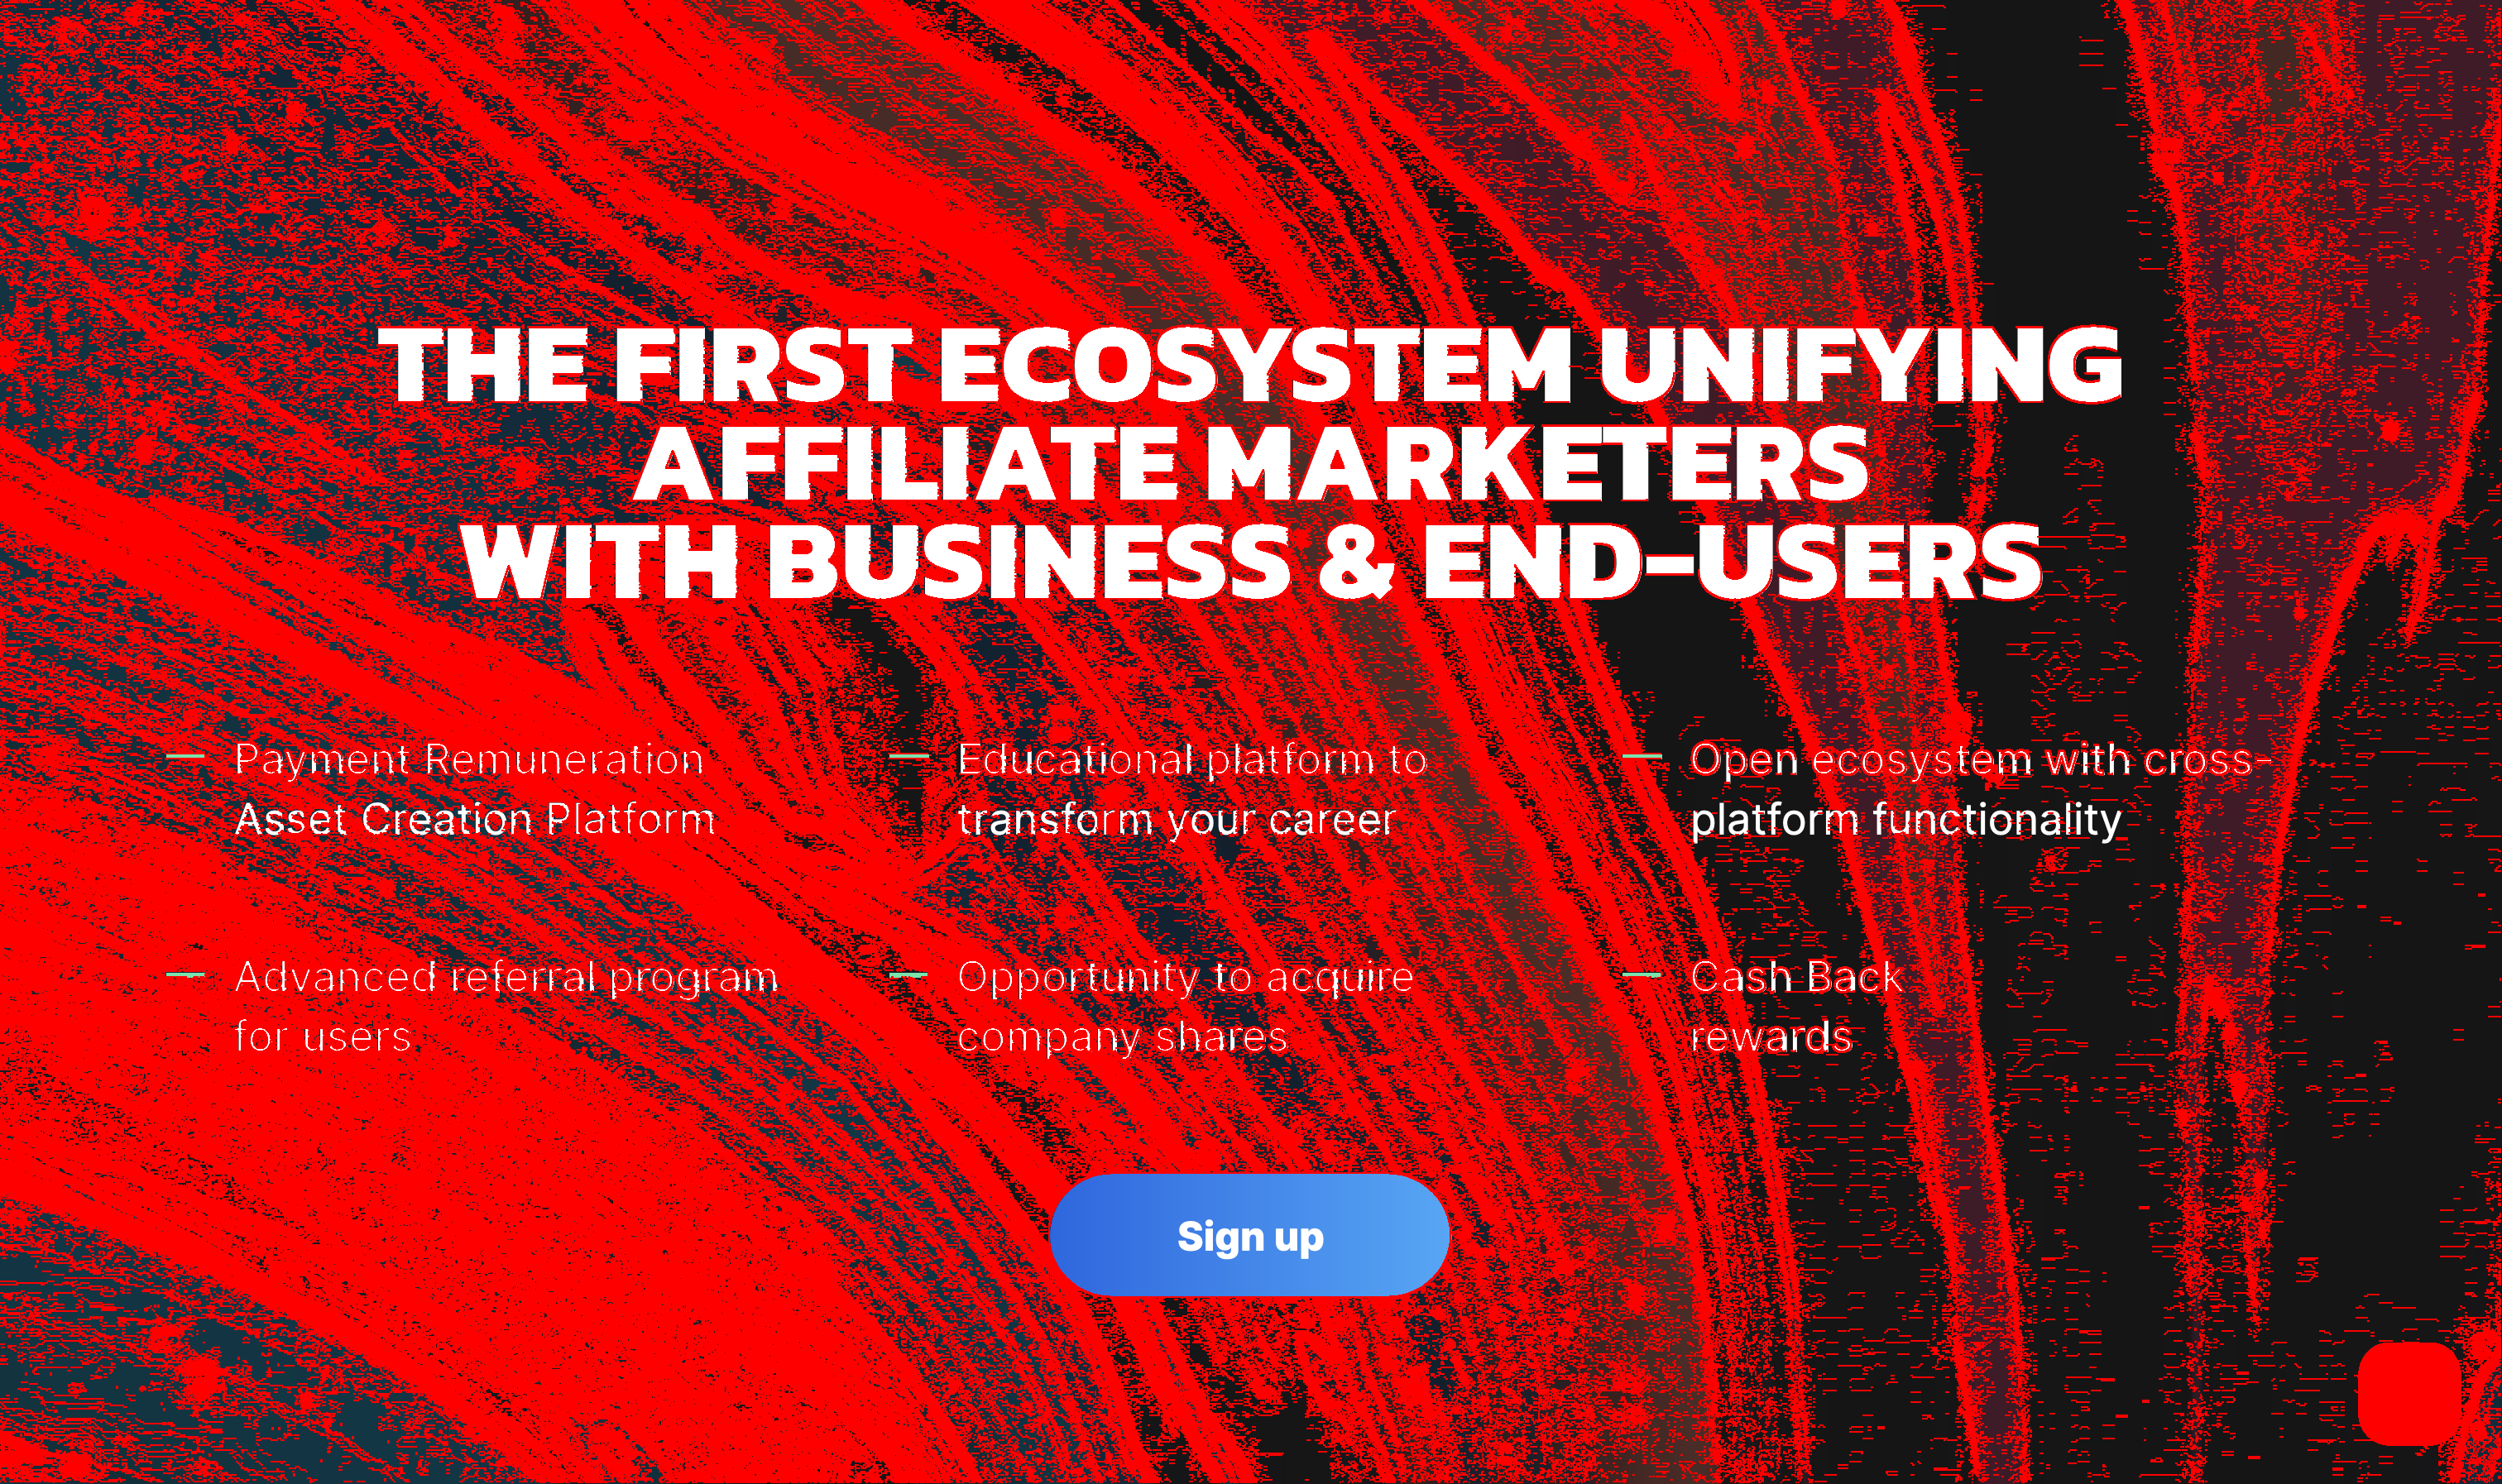 THE FIRST ECOSYSTEM UNIFYING
AFFILIATE MARKETERS
WITH BUSINESS & END-USERS
Payment Remuneration
Asset Creation Platform
Educational platform to
transform your career
Open ecosystem with cross-
platform functionality
Advanced referral program
for users
Opportunity to acquire
company shares
Cash Back
rewards
Sign up